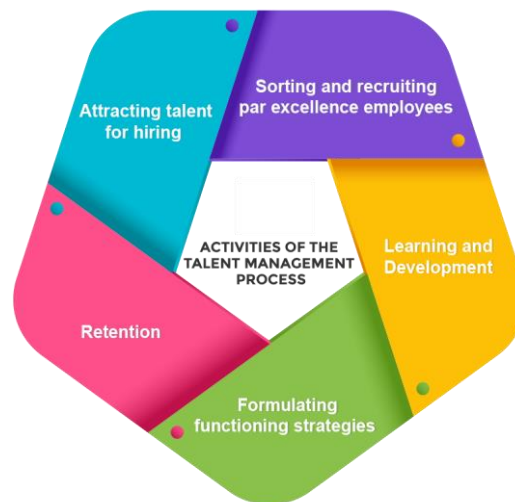 Attracting talent
for hiring
Sorting and recruiting
par excellence employees
Learning and
Development
Formulating
functioning strategies
Retention
ACTIVITIES OF THE
TALENT MANAGEMENT
PROCESS